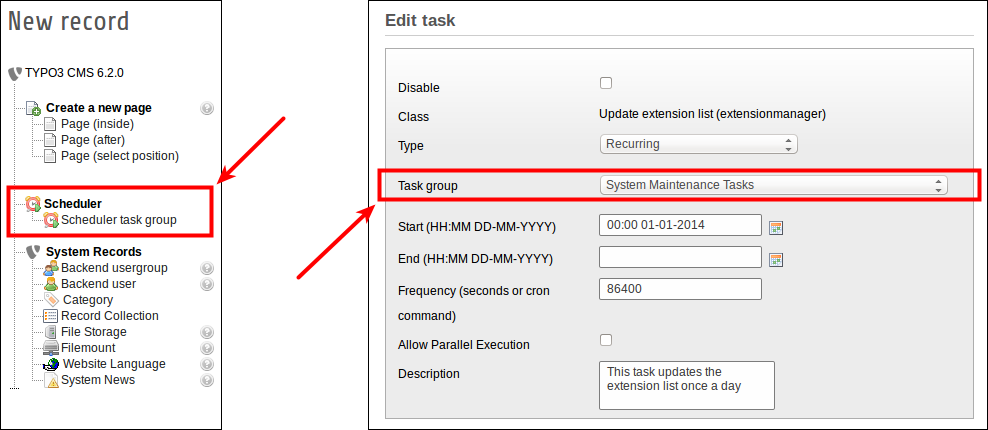 New record
TYPO3 CMS 6.2.0
Create a new page
Page (inside)
Page (after)
Page (select position)
Scheduler
Scheduler task group
System Records
Backend usergroup
Backend user
Category
Record Collection
File Storage
Filemount
Website Language
System News
Edit task
Disable
Class Update extension list (extensionmanager)
Type Recurring
Task group System Maintenance Tasks
Start (HH:MM DD-MM-YYYY) 00:00 01-01-2014
End (HH:MM DD-MM-YYYY)
Frequency (seconds or cron 86400
command)
Allow Parallel Execution
Description This task updates the
extension list once a day